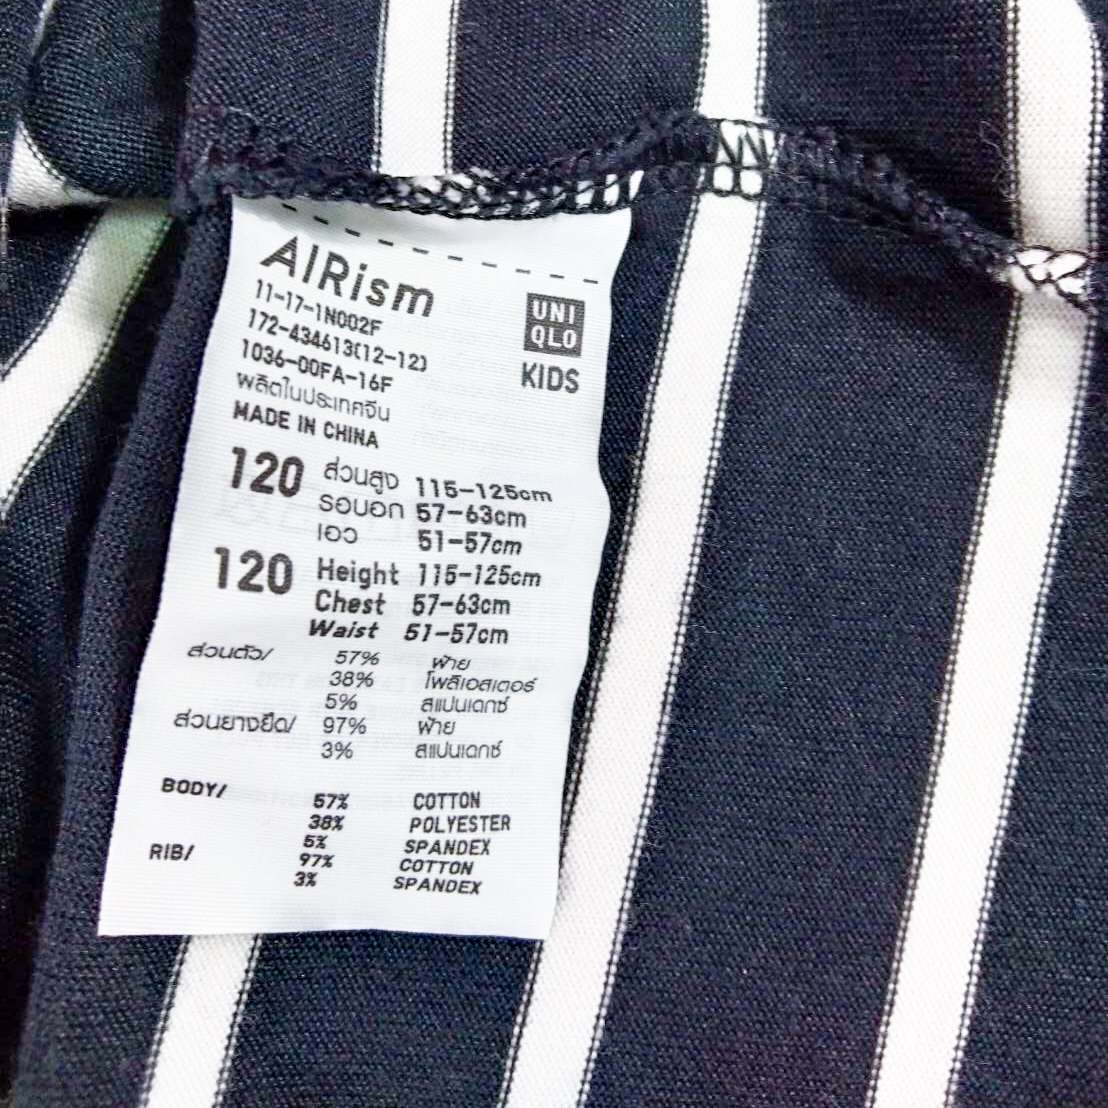 AIRism
11-17-1N002F
172-434613(12-12)
1036-00FA-16F
UNI
QLO
KIDS
ผลิตในประเทศจีน
MADE IN CHINA
120 ส่วนสูง 115-125cm
รอบอก 57-63cm
เอว 51-57cm
120 Height 115-125cm
Chest 57-63cm
Waist 51-57cm
ส่วนตัว/ 57% ฝ้าย
38% โพลิเอสเตอร์
5% สแปนเดกซ์
ส่วนยางยืด/ 97% ฝ้าย
3% สแปนเดกซ์
BODY/ 57% COTTON
38% POLYESTER
5% SPANDEX
RIB/ 97% COTTON
3% SPANDEX